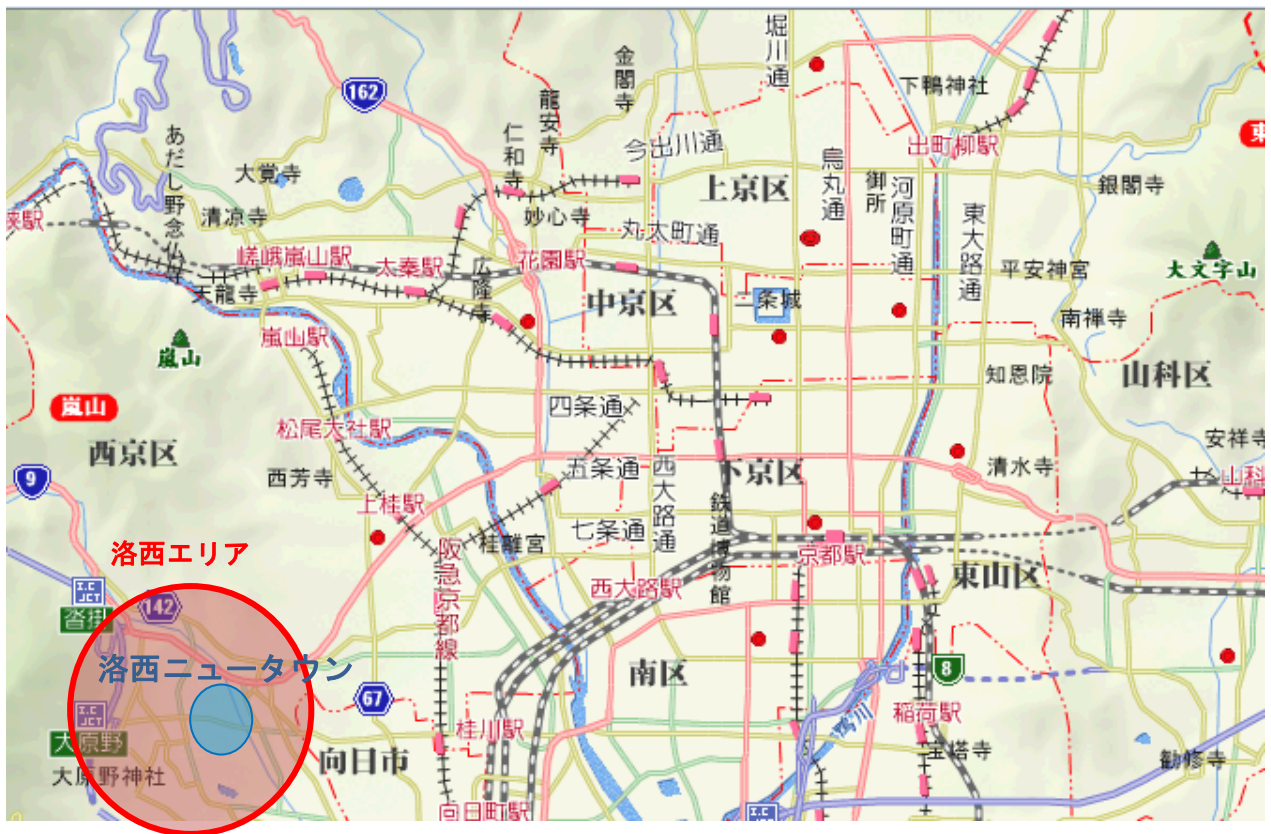 堀川通
金閣寺
162
龍安寺
下鴨神社
あだし野念仏寺
仁和寺
今出川通
烏丸通
出町柳駅
東
大覚寺
上京区
御所
河原町通
銀閣寺
清凉寺
妙心寺
東大路通
峡駅
丸太町通
嵯峨嵐山駅
太秦駅
広隆寺
花園駅
平安神宮
大文字山
天龍寺
中京区
二条城
南禅寺
嵐山駅
嵐山
知恩院
山科区
嵐山
四条通
松尾大社駅
西京区
安祥寺
西芳寺
五条通
西大路通
下京区
清水寺
山科
9
上桂駅
七条通
鉄道博物館
洛西エリア
阪急京都線
桂離宮
京都駅
東山区
I.C
JCT
西大路駅
沓掛
142
洛西ニュータウン
南区
8
67
I.C
JCT
稲荷駅
大原野
桂川駅
鴨川
宝塔寺
向日市
勧修寺
大原野神社
向日町駅
I.C
JCT